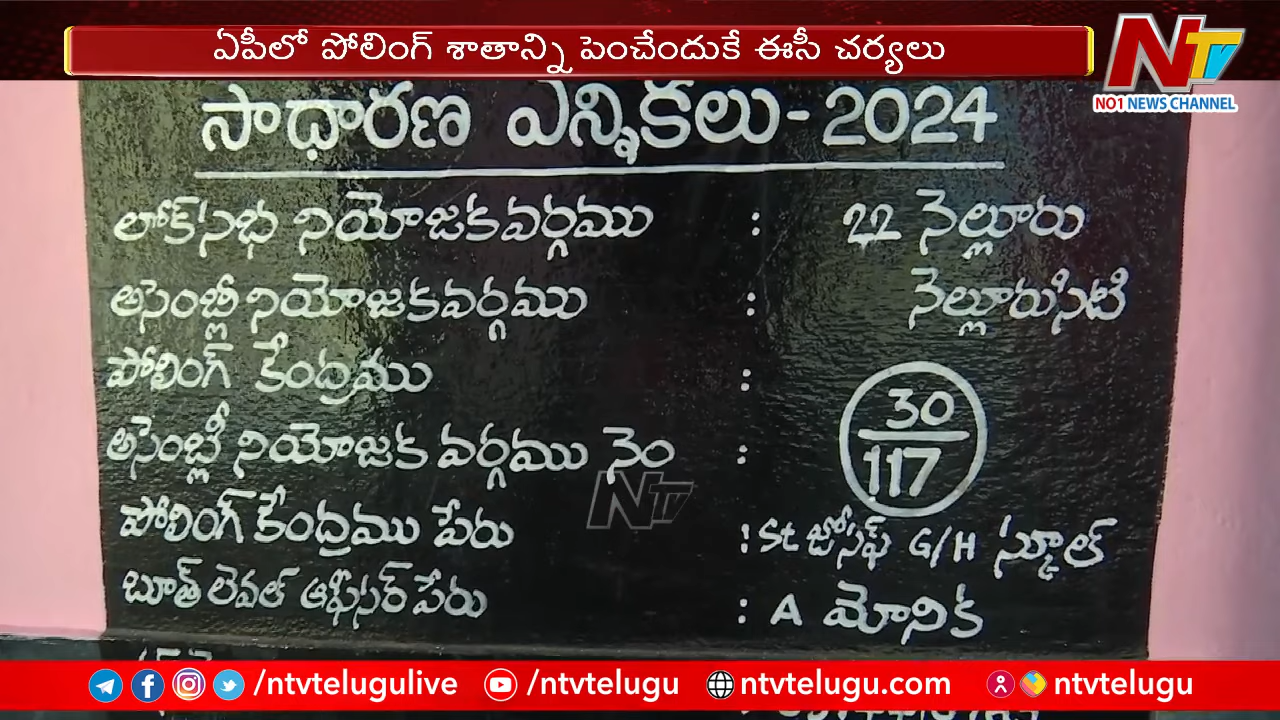 ఏపీలో పోలింగ్ శాతాన్ని పెంచేందుకే ఈసీ చర్యలు
NTV
NO1 NEWS CHANNEL
సాధారణ ఎన్నికలు-2024
లోక్‌సభ నియోజకవర్గము : 22 నెల్లూరు
అసెంబ్లీ నియోజకవర్గము : నెల్లూరుసిటి
పోలింగ్ కేంద్రము : 30
అసెంబ్లీ నియోజక వర్గము నెం : 117
NTV
పోలింగ్ కేంద్రము పేరు : St జోసఫ్ G/H స్కూల్
బూత్ లెవల్ ఆఫీసర్ పేరు : A మోనిక
/ntvtelugulive /ntvtelugu ntvtelugu.com ntvtelugu